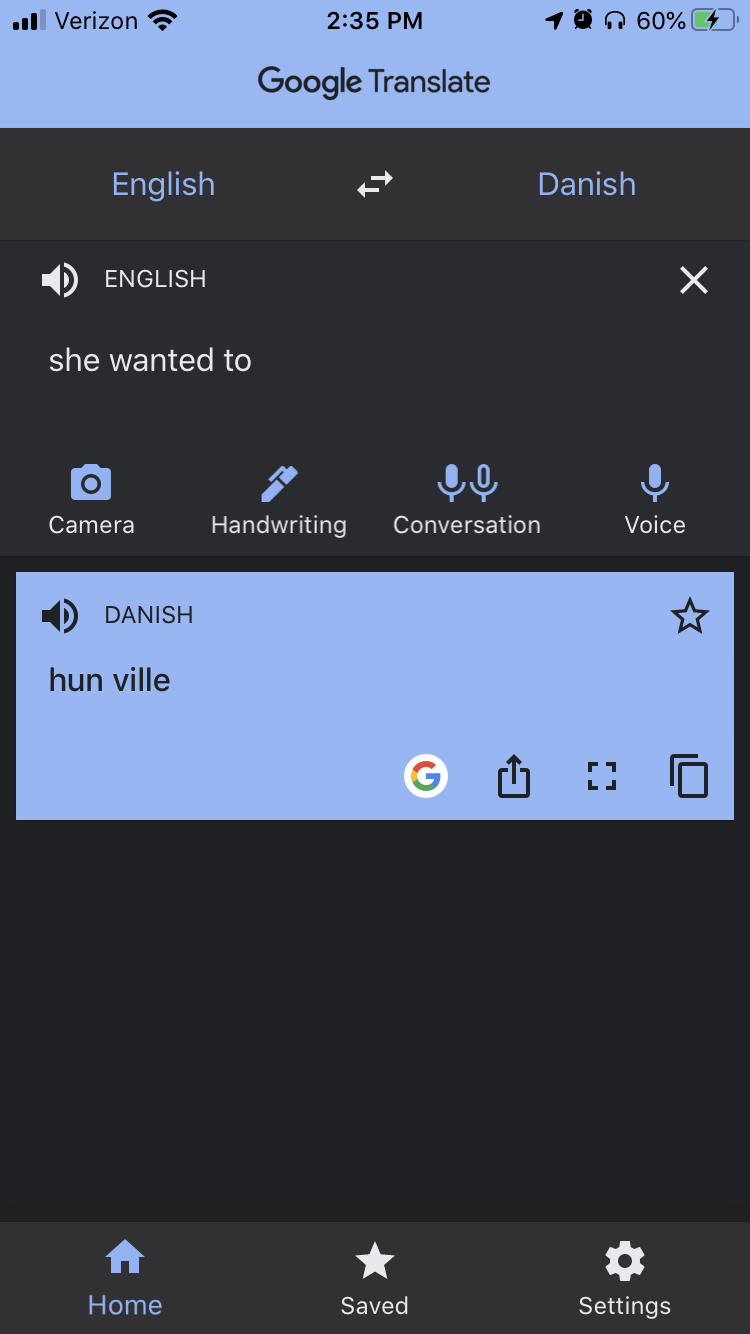 Verizon 2:35 PM 60%
Google Translate
English Danish
ENGLISH
she wanted to
Camera Handwriting Conversation Voice
DANISH
hun ville
G
Home Saved Settings